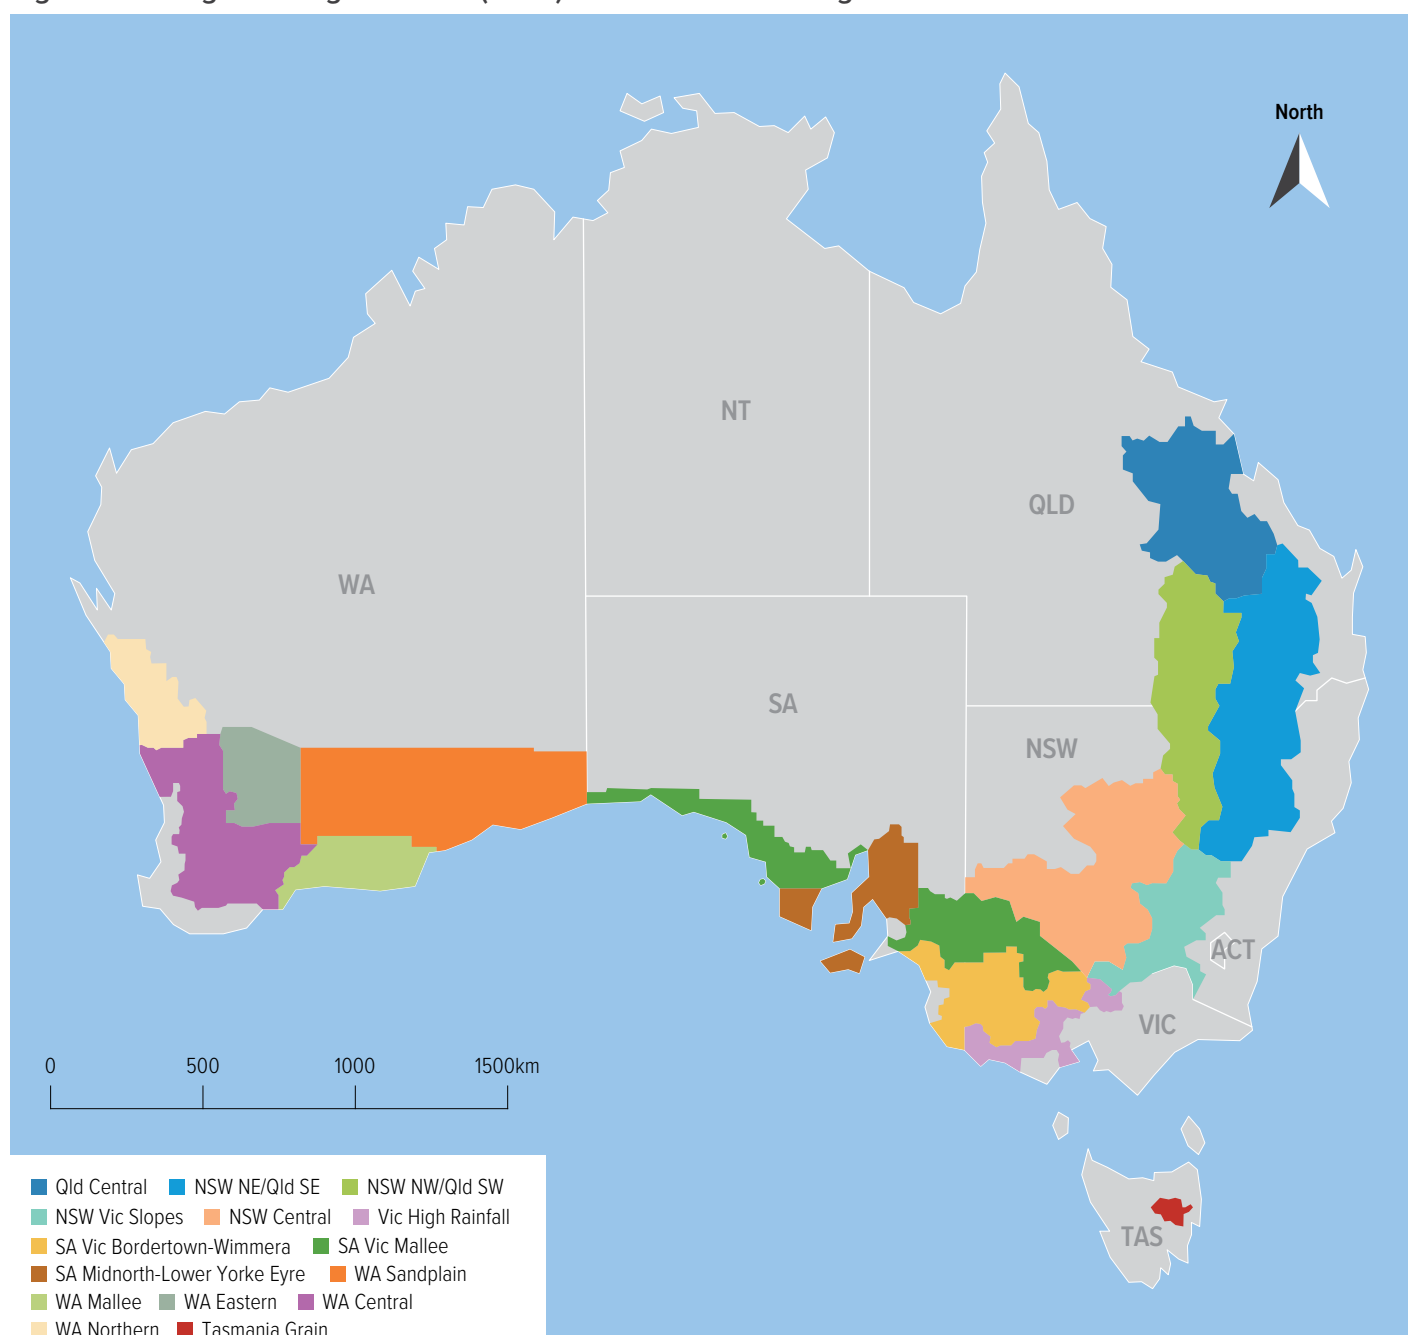 North
NT
QLD
WA
SA
NSW
ACT
VIC
0 500 1000 1500km
TAS
Qld Central NSW NE/Qld SE NSW NW/Qld SW
NSW Vic Slopes NSW Central Vic High Rainfall
SA Vic Bordertown-Wimmera SA Vic Mallee
SA Midnorth-Lower Yorke Eyre WA Sandplain
WA Mallee WA Eastern WA Central
WA Northern Tasmania Grain